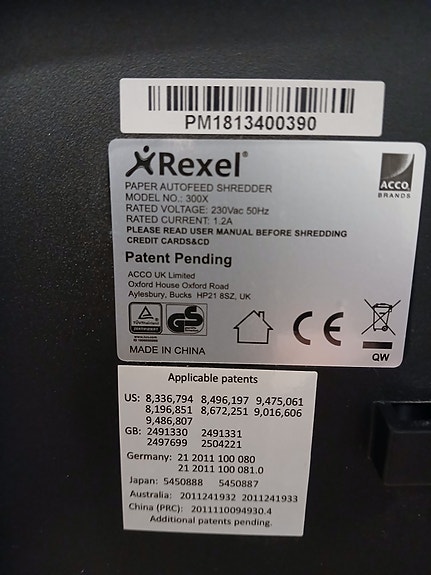 PM1813400390
Rexel®
PAPER AUTOFEED SHREDDER
MODEL NO.: 300X
RATED VOLTAGE: 230Vac 50Hz
RATED CURRENT: 1.2A
PLEASE READ USER MANUAL BEFORE SHREDDING
CREDIT CARDS&CD
ACCO
BRANDS
Patent Pending
ACCO UK Limited
Oxford House Oxford Road
Aylesbury, Bucks HP21 8SZ, UK
GS
CE
MADE IN CHINA
QW
Applicable patents
US: 8,336,794 8,496,197 9,475,061
8,196,851 8,672,251 9,016,606
9,486,807
GB: 2491330 2491331
2497699 2504221
Germany: 21 2011 100 080
21 2011 100 081.0
Japan: 5450888 5450887
Australia: 2011241932 2011241933
China (PRC): 2011110094930.4
Additional patents pending.